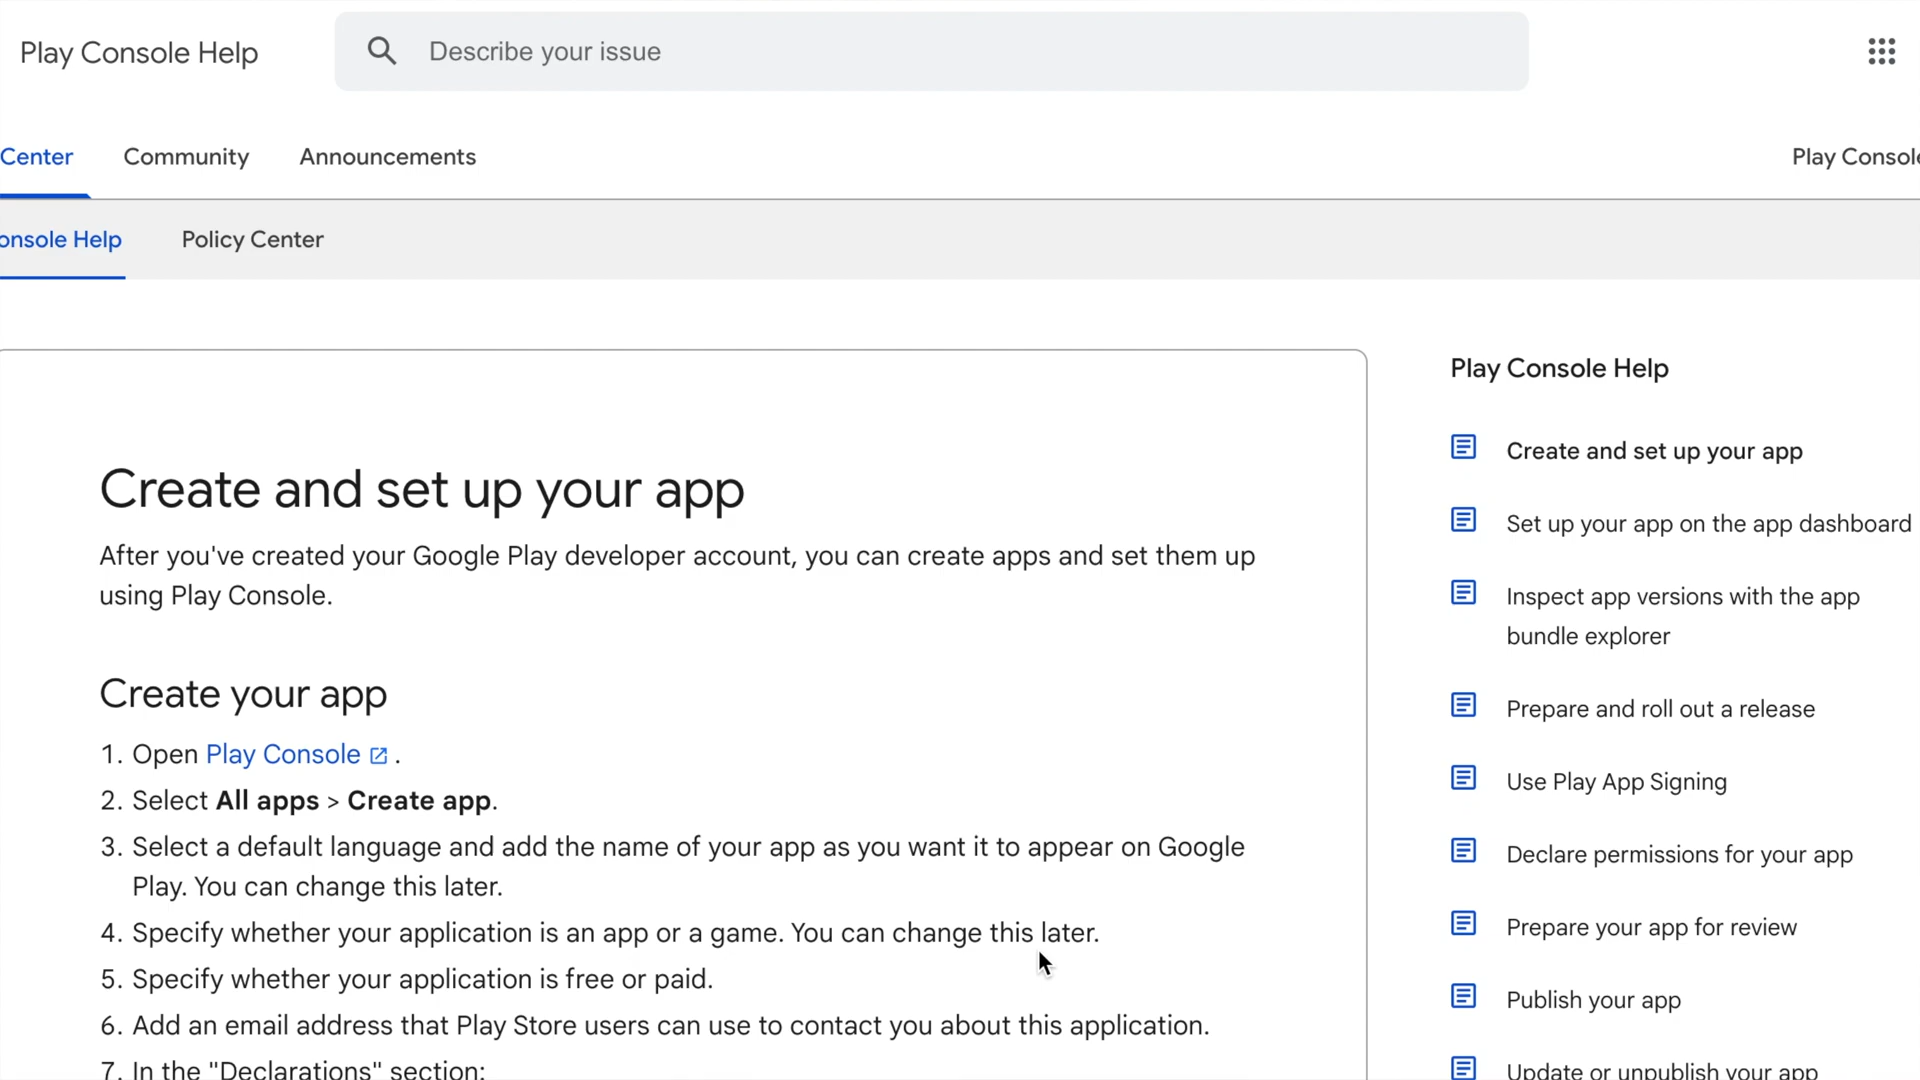 Play Console Help
Describe your issue
Center
Community
Announcements
Play Console
onsole Help
Policy Center
Create and set up your app
After you've created your Google Play developer account, you can create apps and set them up
using Play Console.
Create your app
1. Open Play Console .
2. Select All apps > Create app.
3. Select a default language and add the name of your app as you want it to appear on Google
Play. You can change this later.
4. Specify whether your application is an app or a game. You can change this later.
5. Specify whether your application is free or paid.
6. Add an email address that Play Store users can use to contact you about this application.
7. In the "Declarations" section:
Play Console Help
Create and set up your app
Set up your app on the app dashboard
Inspect app versions with the app
bundle explorer
Prepare and roll out a release
Use Play App Signing
Declare permissions for your app
Prepare your app for review
Publish your app
Update or unpublish your app